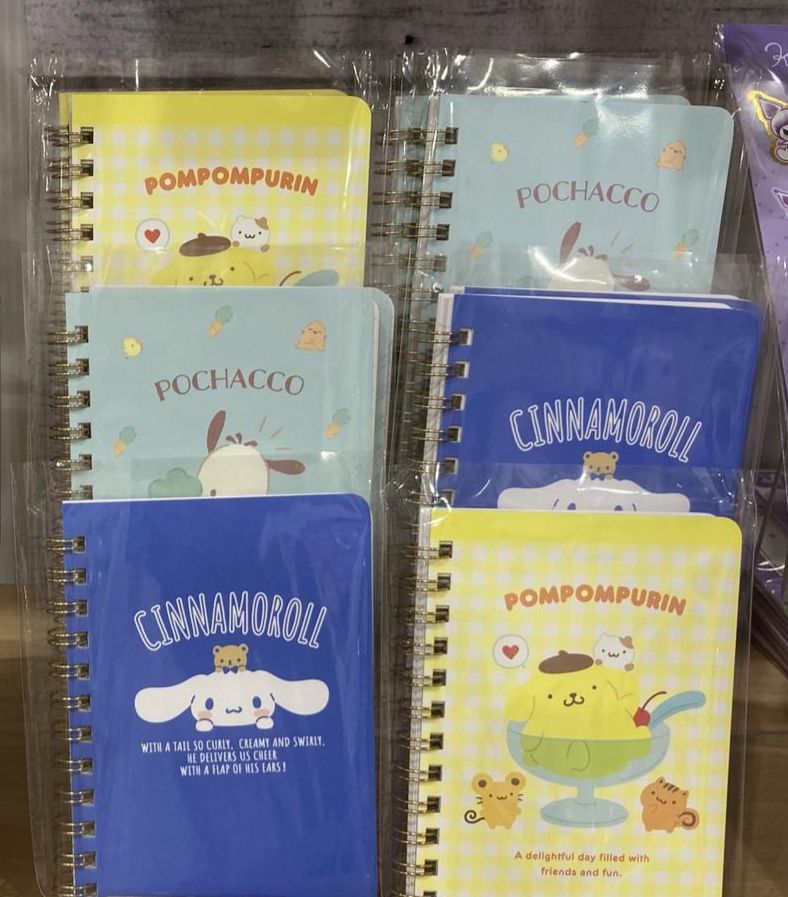 POMPOMPURIN
POCHACCO
POCHACCO
CINNAMOROLL
CINNAMOROLL
WITH A TAIL SO CURLY, CREAMY AND SWIRLY,
HE DELIVERS US CHEER
WITH A FLAP OF HIS EARS!
POMPOMPURIN
A delightful day filled with
friends and fun.